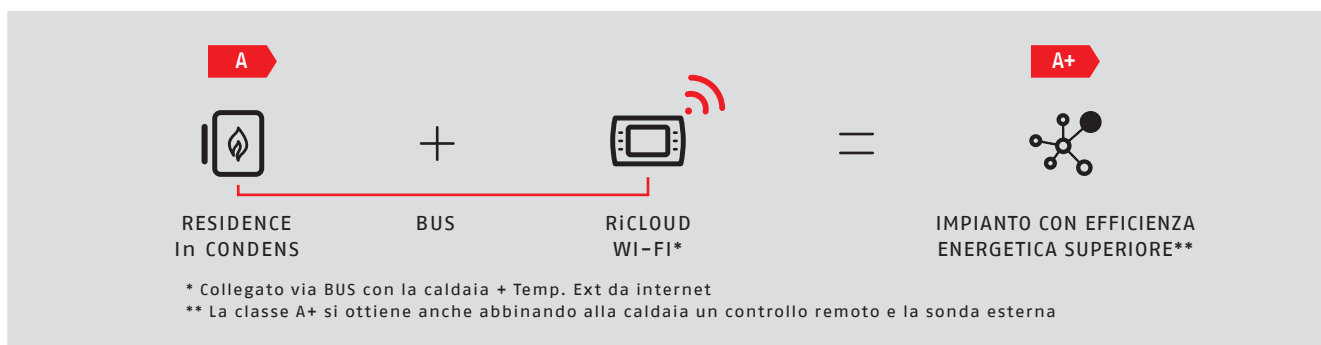 A
A+
RESIDENCE
In CONDENS
BUS
RiCLOUD
WI-FI*
IMPIANTO CON EFFICIENZA
ENERGETICA SUPERIORE**
* Collegato via BUS con la caldaia + Temp. Ext da internet
** La classe A+ si ottiene anche abbinando alla caldaia un controllo remoto e la sonda esterna